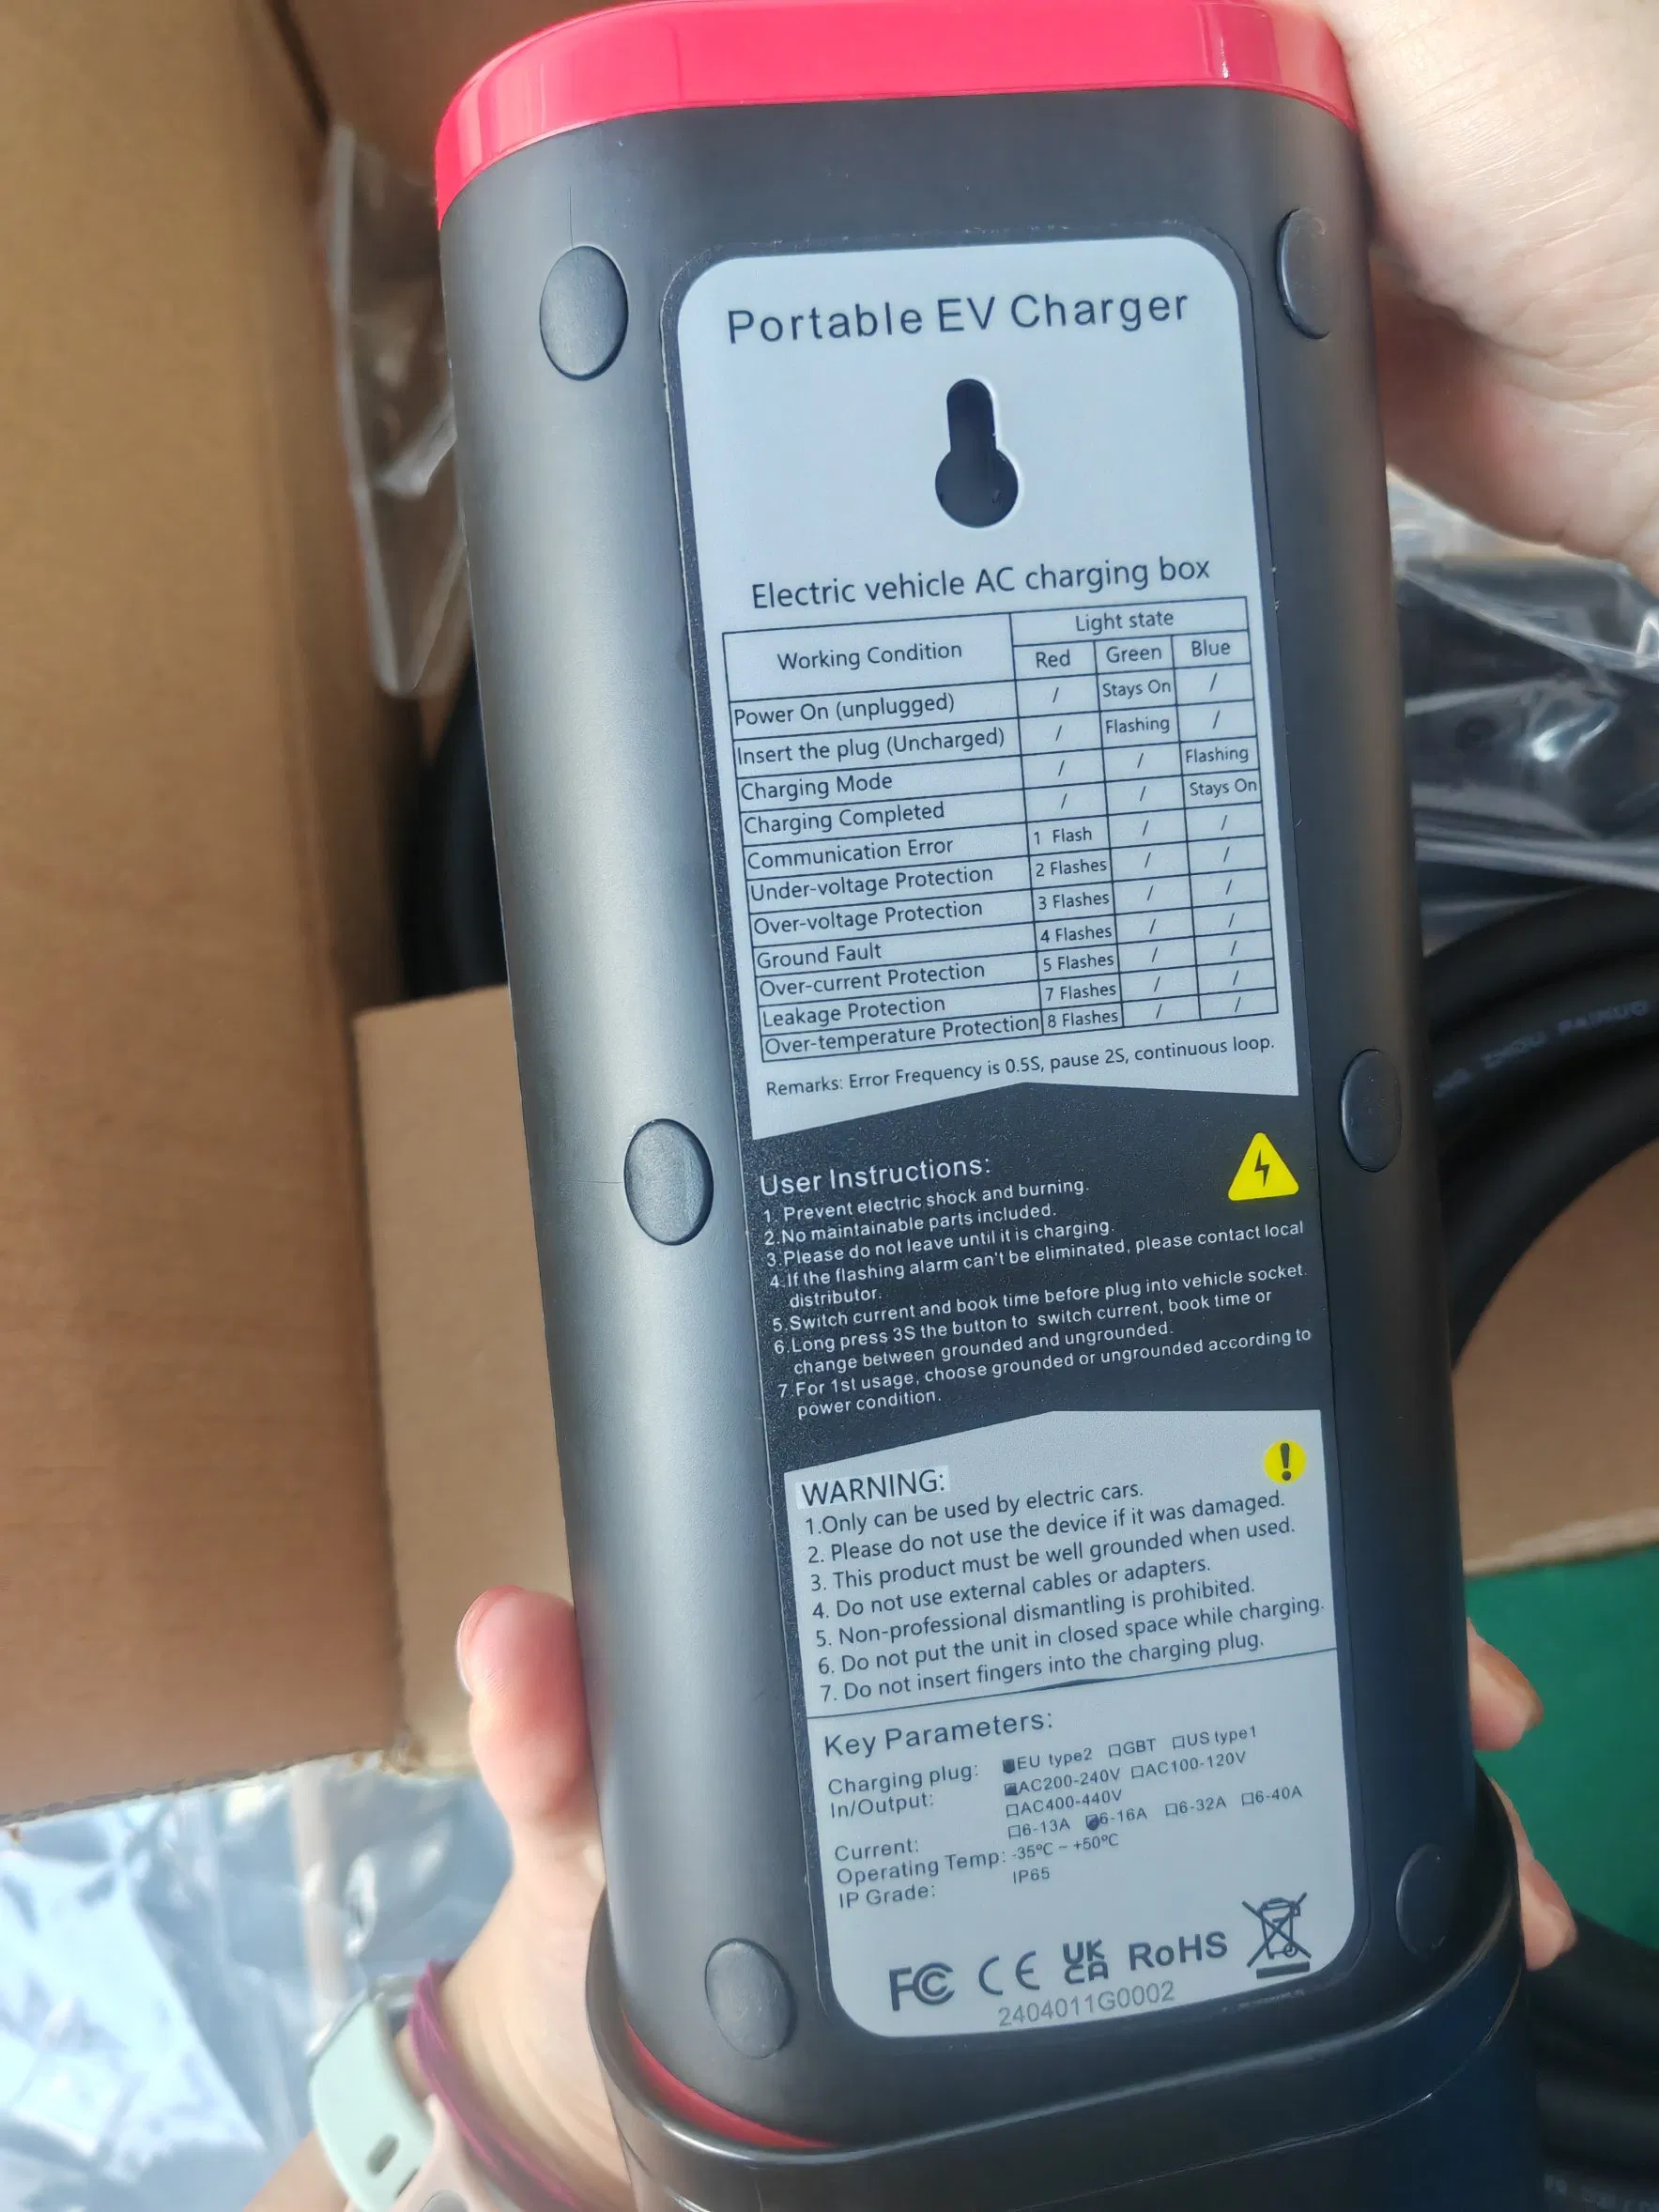 Portable EV Charger
Electric vehicle AC charging box
Working Condition Light state
Red Green Blue
Power On (unplugged) / Stays On /
Insert the plug (Uncharged) / Flashing /
Charging Mode / / Flashing
Charging Completed / / Stays On
Communication Error 1 Flash / /
Under-voltage Protection 2 Flashes / /
Over-voltage Protection 3 Flashes / /
Ground Fault 4 Flashes / /
Over-current Protection 5 Flashes / /
Leakage Protection 7 Flashes / /
Over-temperature Protection 8 Flashes / /
Remarks: Error Frequency is 0.5S, pause 2S, continuous loop.
User Instructions:
1. Prevent electric shock and burning.
2.No maintainable parts included.
3.Please do not leave until it is charging.
4.If the flashing alarm can't be eliminated, please contact local
distributor.
5.Switch current and book time before plug into vehicle socket.
6.Long press 3S the button to switch current, book time or
change between grounded and ungrounded.
7.For 1st usage, choose grounded or ungrounded according to
power condition.
WARNING:
1.Only can be used by electric cars.
2. Please do not use the device if it was damaged.
3. This product must be well grounded when used.
4. Do not use external cables or adapters.
5. Non-professional dismantling is prohibited.
6. Do not put the unit in closed space while charging.
7. Do not insert fingers into the charging plug.
Key Parameters:
Charging plug: ■EU type2 □GBT □US type1
In/Output: ■AC200-240V □AC100-120V
□AC400-440V
Current: □6-13A ■6-16A □6-32A □6-40A
Operating Temp: -35ºC ~ +50ºC
IP Grade: IP65
FC CE UK CA RoHS
2404011G0002